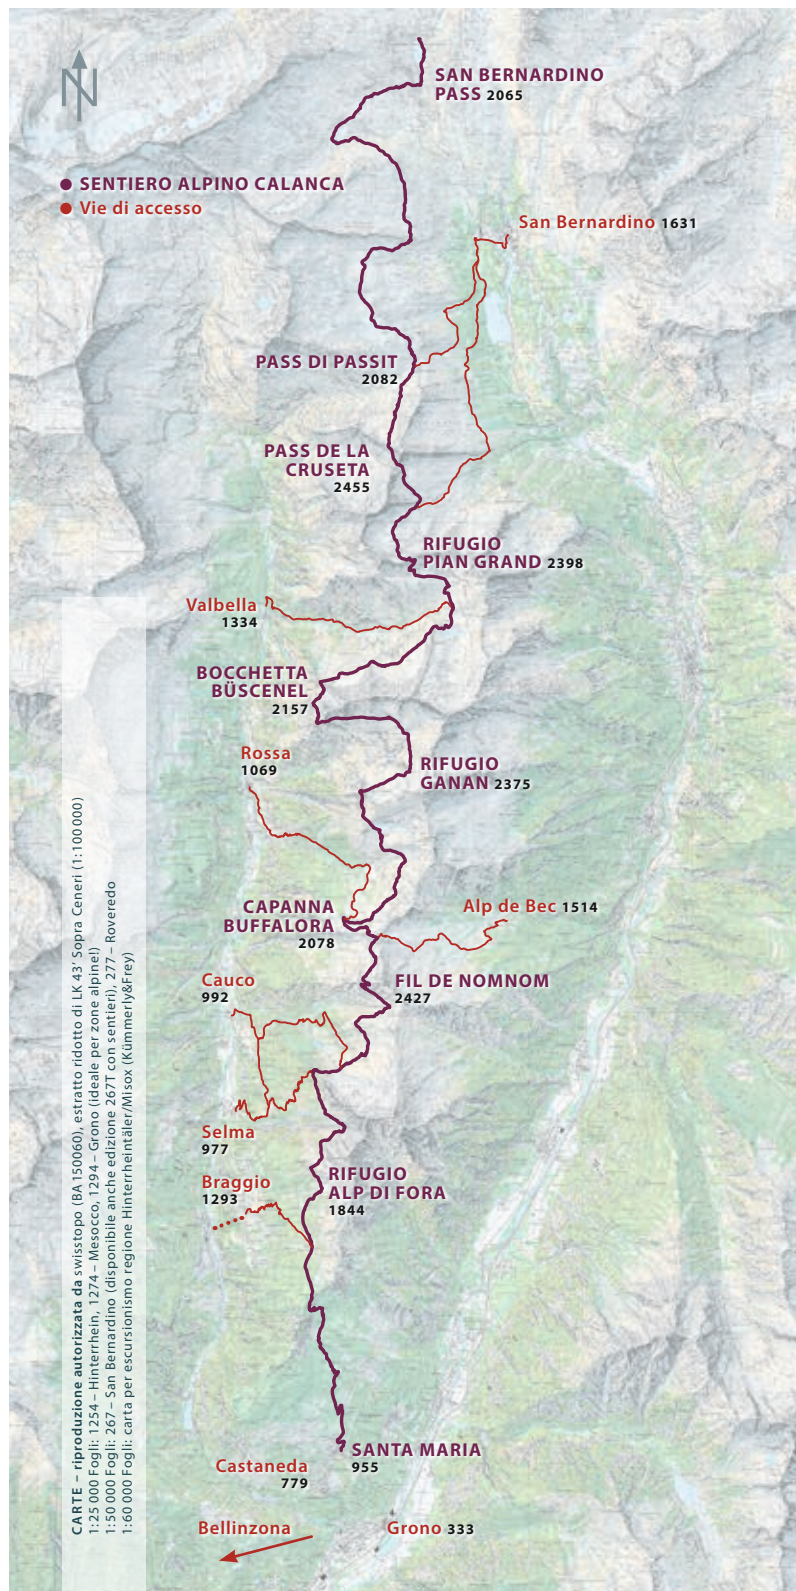 N
SAN BERNARDINO
PASS 2065
SENTIERO ALPINO CALANCA
Vie di accesso
San Bernardino 1631
PASS DI PASSIT
2082
PASS DE LA
CRUSETA
2455
RIFUGIO
PIAN GRAND 2398
Valbella
1334
BOCCHETTA
BÜSCENEL
2157
Rossa
1069
RIFUGIO
GANAN 2375
CAPANNA
BUFFALORA
2078
Alp de Bec 1514
Cauco
992
FIL DE NOMNOM
2427
Selma
977
Braggio
1293
RIFUGIO
ALP DI FORA
1844
SANTA MARIA
955
Castaneda
779
Bellinzona
Grono 333
CARTE – riproduzione autorizzata da swisstopo (BA150060), estratto ridotto di LK 43' Sopra Ceneri (1:100 000)
1:25 000 Fogli: 1254 – Hinterrhein, 1274 – Mesocco, 1294 – Grono (ideale per zone alpine!)
1:50 000 Fogli: 267 – San Bernardino (disponibile anche edizione 267T con sentieri), 277 – Roveredo
1:60 000 Fogli: carta per escursionismo regione Hinterrheintäler/Misox (Kümmerly&Frey)